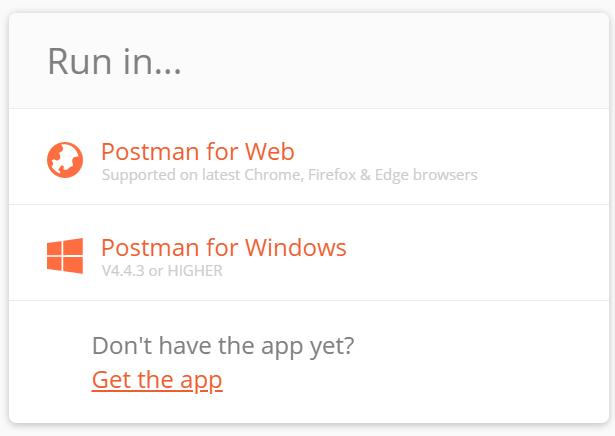 Run in...
Postman for Web
Supported on latest Chrome, Firefox & Edge browsers
Postman for Windows
V4.4.3 or HIGHER
Don't have the app yet?
Get the app